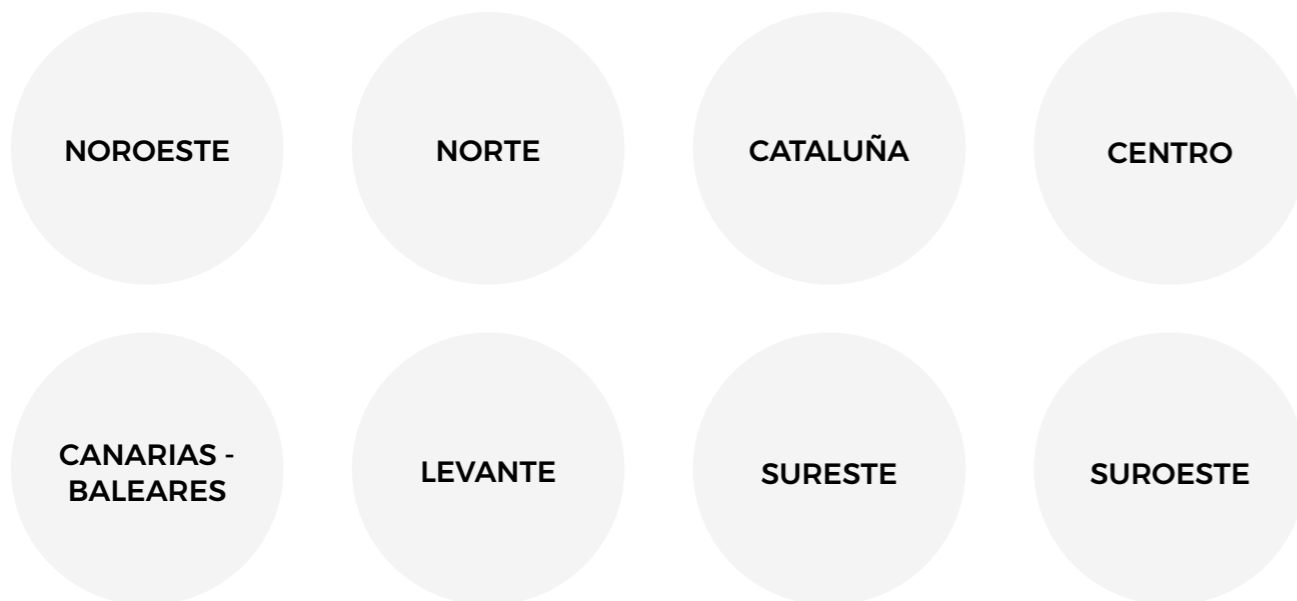 NOROESTE
NORTE
CATALUÑA
CENTRO
CANARIAS -
BALEARES
LEVANTE
SURESTE
SUROESTE